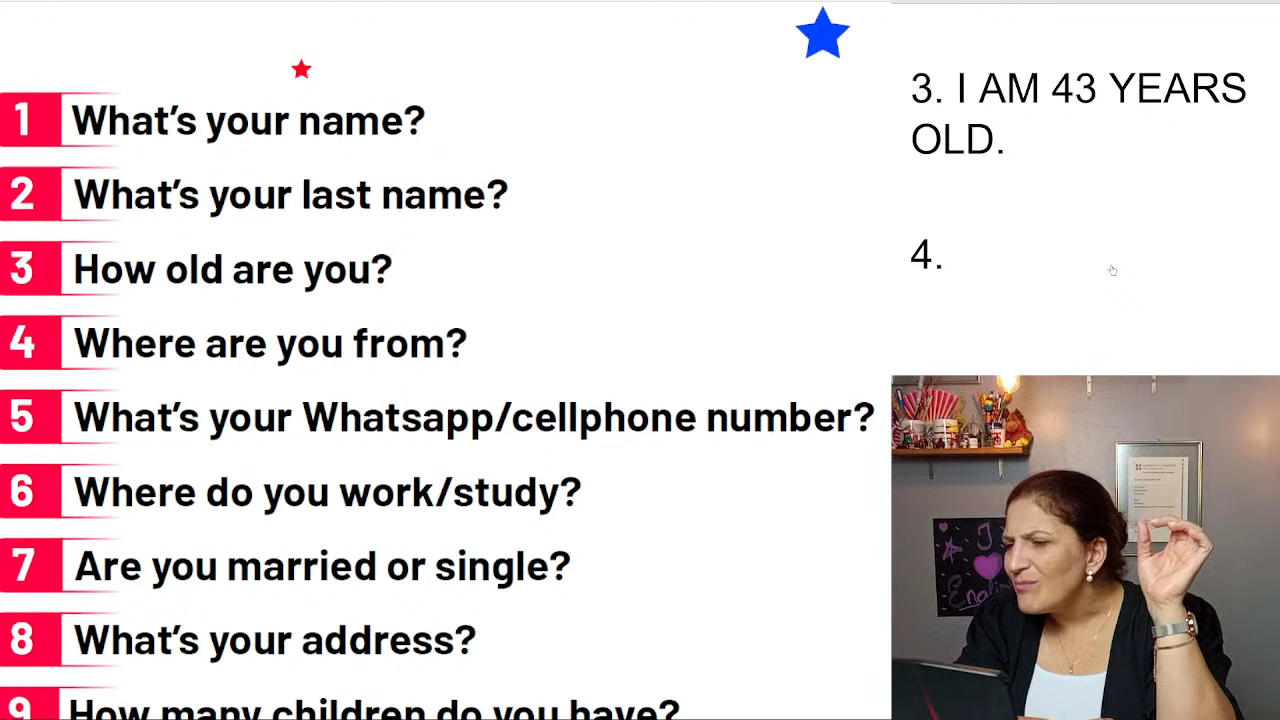 1 What's your name?
2 What's your last name?
3 How old are you?
4 Where are you from?
5 What's your Whatsapp/cellphone number?
6 Where do you work/study?
7 Are you married or single?
8 What's your address?
9 How many children do you have?
3. I AM 43 YEARS
OLD.
4.
I